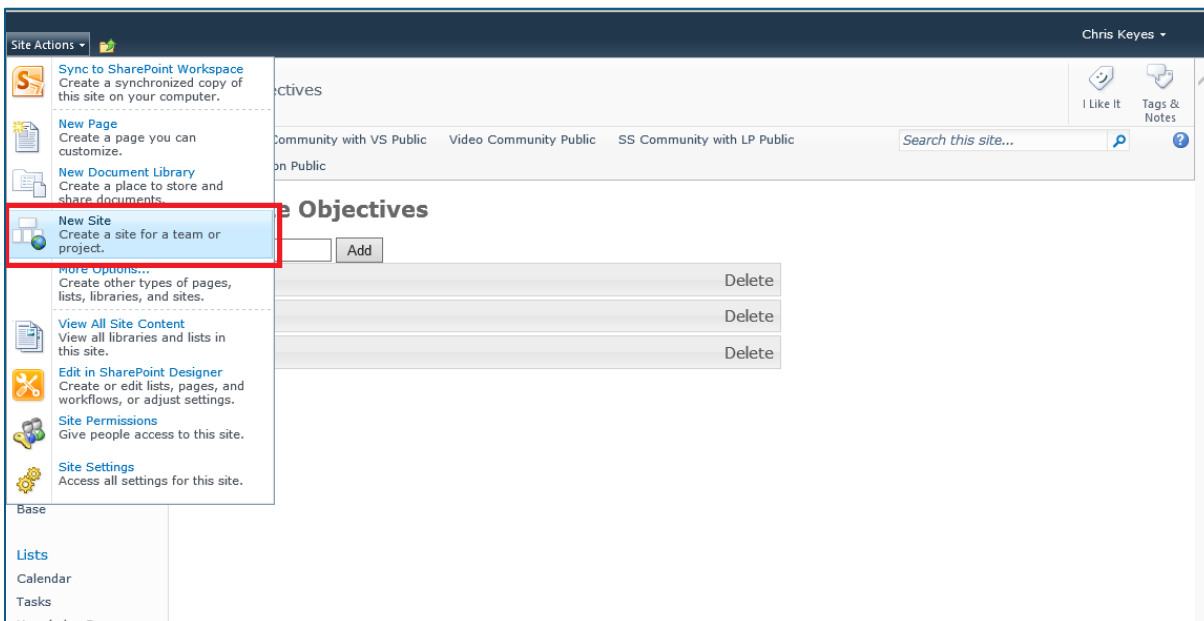 Chris Keyes
Site Actions
Sync to SharePoint Workspace
Create a synchronized copy of
this site on your computer.
New Page
Create a page you can
customize.
New Document Library
Create a place to store and
share documents.
New Site
Create a site for a team or
project.
More Options...
Create other types of pages,
lists, libraries, and sites.
View All Site Content
View all libraries and lists in
this site.
Edit in SharePoint Designer
Create or edit lists, pages, and
workflows, or adjust settings.
Site Permissions
Give people access to this site.
Site Settings
Access all settings for this site.
ectives
I Like It
Tags &
Notes
Community with VS Public Video Community Public SS Community with LP Public
Search this site...
on Public
e Objectives
Add
Delete
Delete
Delete
Base
Lists
Calendar
Tasks